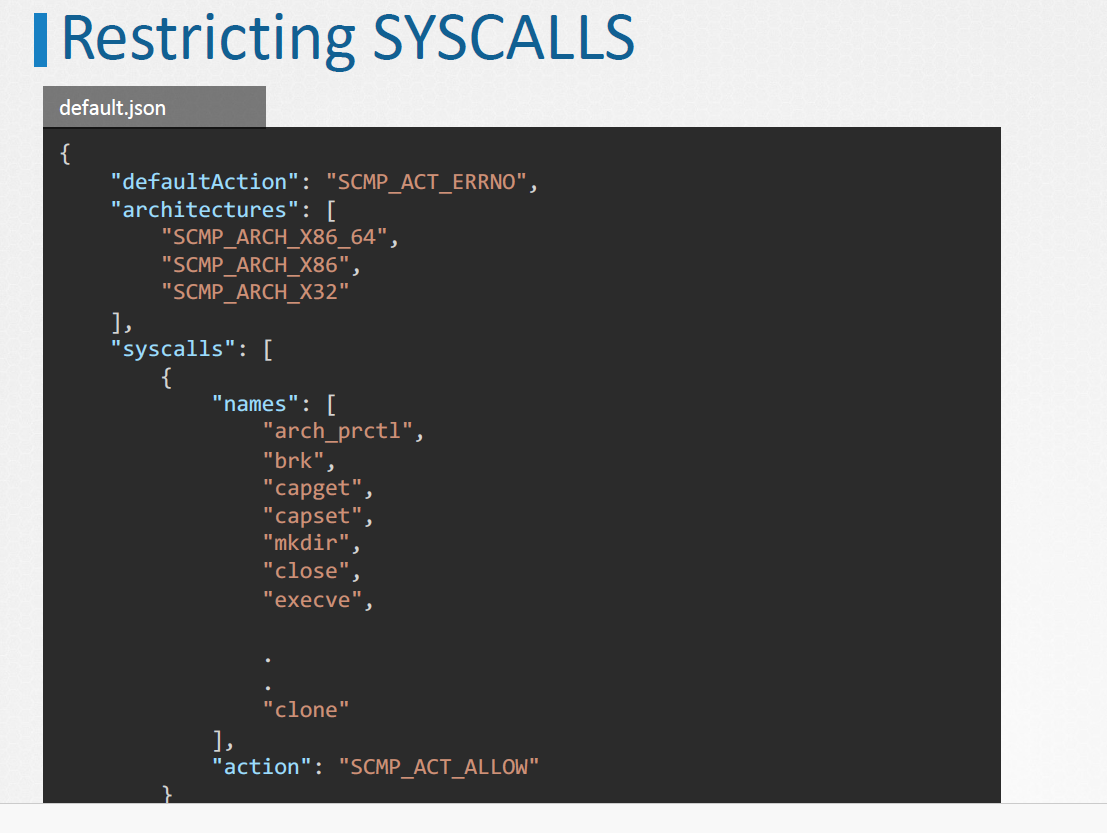 Restricting SYSCALLS
default.json
{
"defaultAction": "SCMP_ACT_ERRNO",
"architectures": [
"SCMP_ARCH_X86_64",
"SCMP_ARCH_X86",
"SCMP_ARCH_X32"
],
"syscalls": [
{
"names": [
"arch_prctl",
"brk",
"capget",
"capset",
"mkdir",
"close",
"execve",
.
.
"clone"
],
"action": "SCMP_ACT_ALLOW"
}